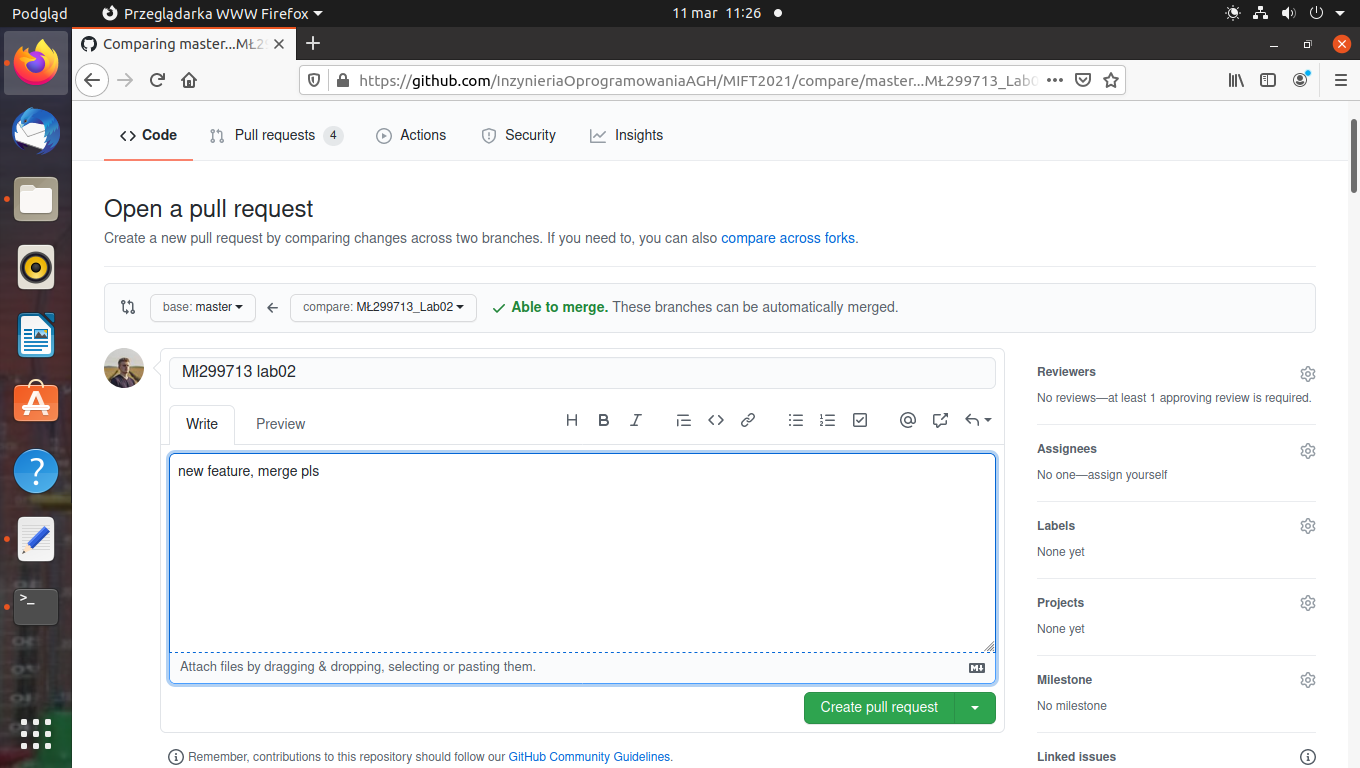 Podgląd Przeglądarka WWW Firefox 11 mar 11:26
Comparing master...MŁ29
https://github.com/InzynieriaOprogramowaniaAGH/MIFT2021/compare/master...MŁ299713_Lab0
Code Pull requests 4 Actions Security Insights
Open a pull request
Create a new pull request by comparing changes across two branches. If you need to, you can also compare across forks.
base: master compare: MŁ299713_Lab02 Able to merge. These branches can be automatically merged.
Mł299713 lab02
Write Preview
new feature, merge pls
Attach files by dragging & dropping, selecting or pasting them.
Create pull request
Remember, contributions to this repository should follow our GitHub Community Guidelines.
Reviewers
No reviews—at least 1 approving review is required.
Assignees
No one—assign yourself
Labels
None yet
Projects
None yet
Milestone
No milestone
Linked issues